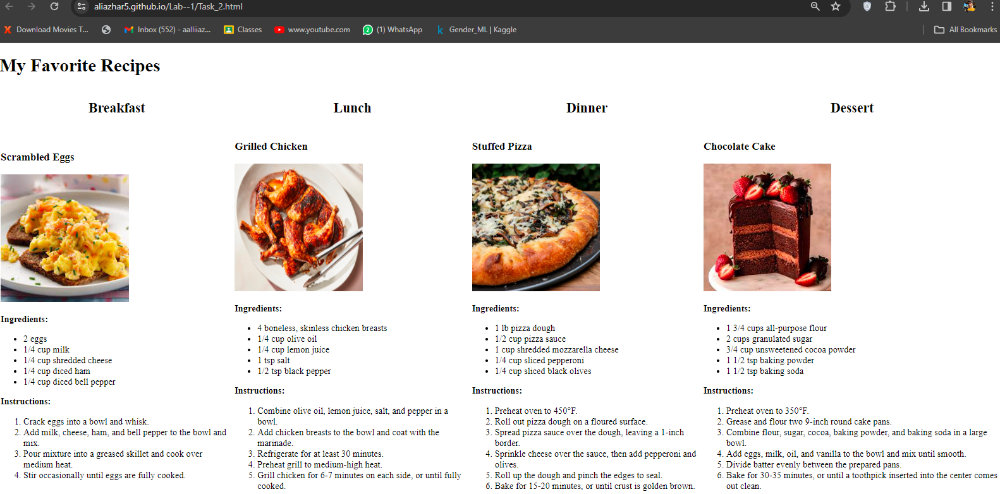 aliazhar5.github.io/Lab--1/Task_2.html
Download Movies T...
Inbox (552) - aalliiaz...
Classes
www.youtube.com
(1) WhatsApp
Gender_ML | Kaggle
All Bookmarks
My Favorite Recipes
Breakfast
Scrambled Eggs
Ingredients:
2 eggs
1/4 cup milk
1/4 cup shredded cheese
1/4 cup diced ham
1/4 cup diced bell pepper
Instructions:
1. Crack eggs into a bowl and whisk.
2. Add milk, cheese, ham, and bell pepper to the bowl and
mix.
3. Pour mixture into a greased skillet and cook over
medium heat.
4. Stir occasionally until eggs are fully cooked.
Lunch
Grilled Chicken
Ingredients:
4 boneless, skinless chicken breasts
1/4 cup olive oil
1/4 cup lemon juice
1 tsp salt
1/2 tsp black pepper
Instructions:
1. Combine olive oil, lemon juice, salt, and pepper in a
bowl.
2. Add chicken breasts to the bowl and coat with the
marinade.
3. Refrigerate for at least 30 minutes.
4. Preheat grill to medium-high heat.
5. Grill chicken for 6-7 minutes on each side, or until fully
cooked.
Dinner
Stuffed Pizza
Ingredients:
1 lb pizza dough
1/2 cup pizza sauce
1 cup shredded mozzarella cheese
1/4 cup sliced pepperoni
1/4 cup sliced black olives
Instructions:
1. Preheat oven to 450°F.
2. Roll out pizza dough on a floured surface.
3. Spread pizza sauce over the dough, leaving a 1-inch
border.
4. Sprinkle cheese over the sauce, then add pepperoni and
olives.
5. Roll up the dough and pinch the edges to seal.
6. Bake for 15-20 minutes, or until crust is golden brown.
Dessert
Chocolate Cake
Ingredients:
1 3/4 cups all-purpose flour
2 cups granulated sugar
3/4 cup unsweetened cocoa powder
1 1/2 tsp baking powder
1 1/2 tsp baking soda
Instructions:
1. Preheat oven to 350°F.
2. Grease and flour two 9-inch round cake pans.
3. Combine flour, sugar, cocoa, baking powder, and baking soda in a large
bowl.
4. Add eggs, milk, oil, and vanilla to the bowl and mix until smooth.
5. Divide batter evenly between the prepared pans.
6. Bake for 30-35 minutes, or until a toothpick inserted into the center comes
out clean.